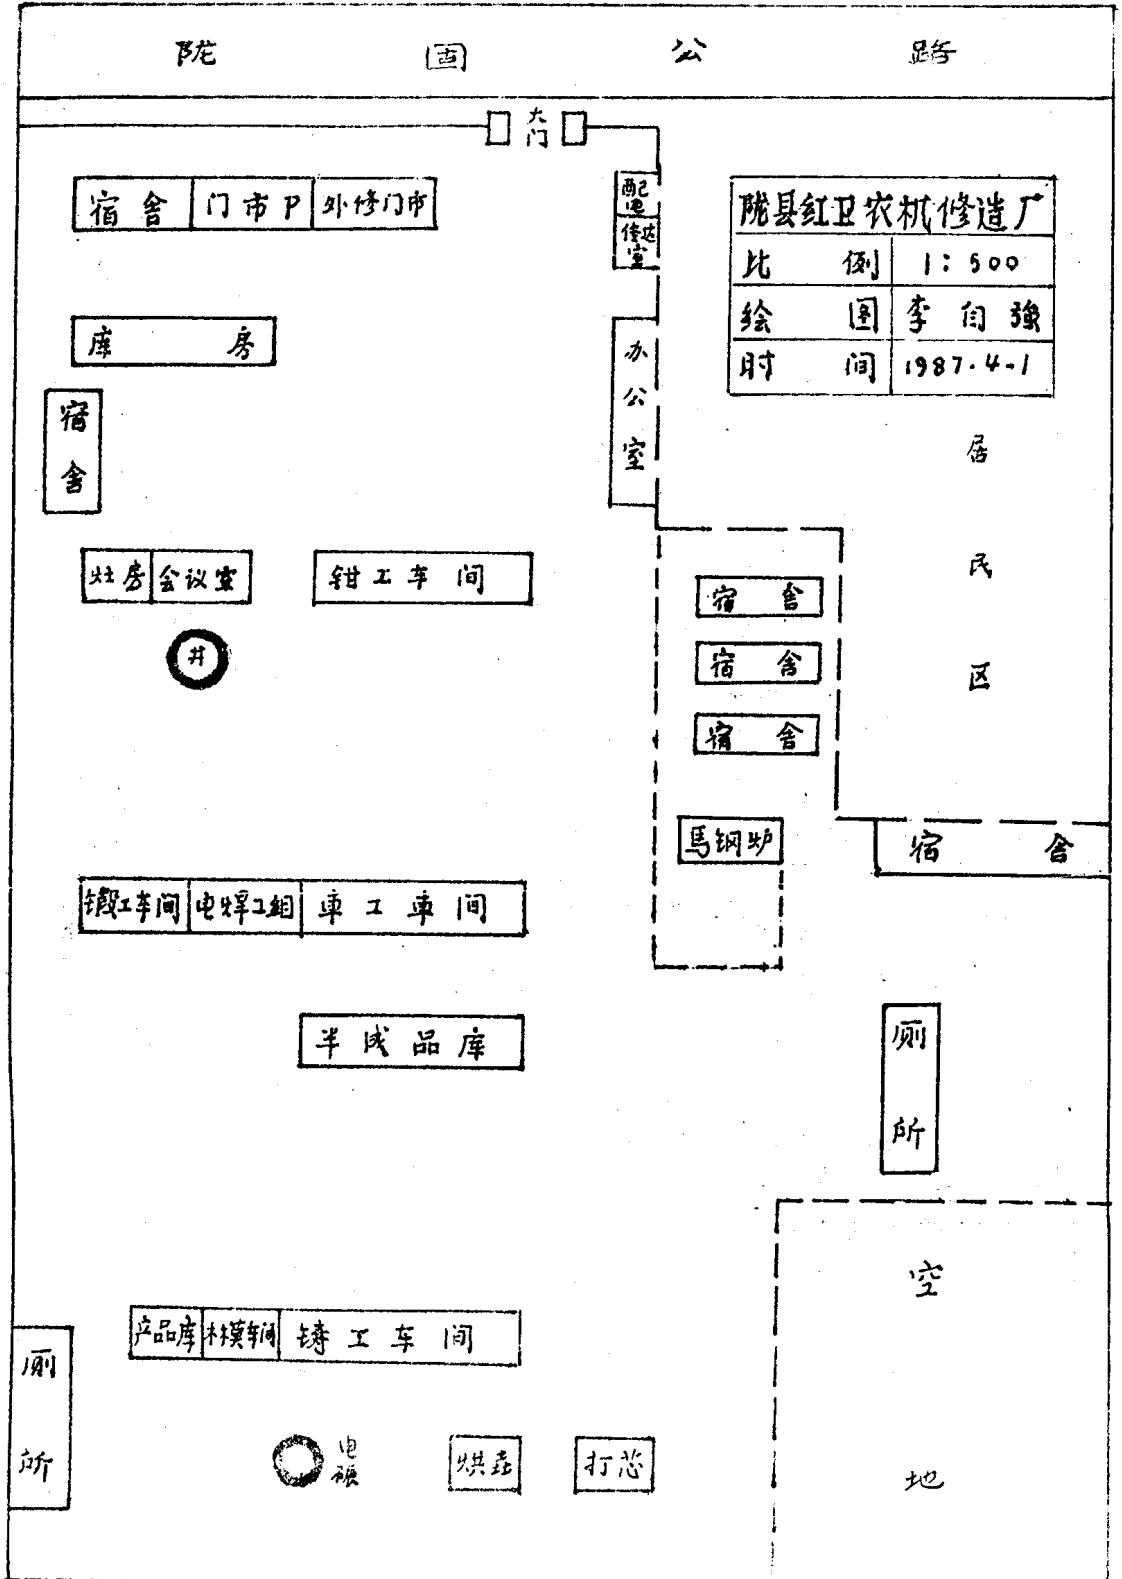 陇固公路
大门
宿舍 门市P 外修门市
配电
传达室
陇县红卫农机修造厂
比例 1:500
绘图 李自強
时间 1987.4.1
库房
宿舍
办公室
居民区
灶房 会议室 钳工车间
井
宿舍
宿舍
宿舍
馬钢炉
宿舍
锻工车间 电焊工组 車工車间
半成品库
厕所
空地
产品库 木模车间 铸工车间
厕所
电碾
烘
打芯